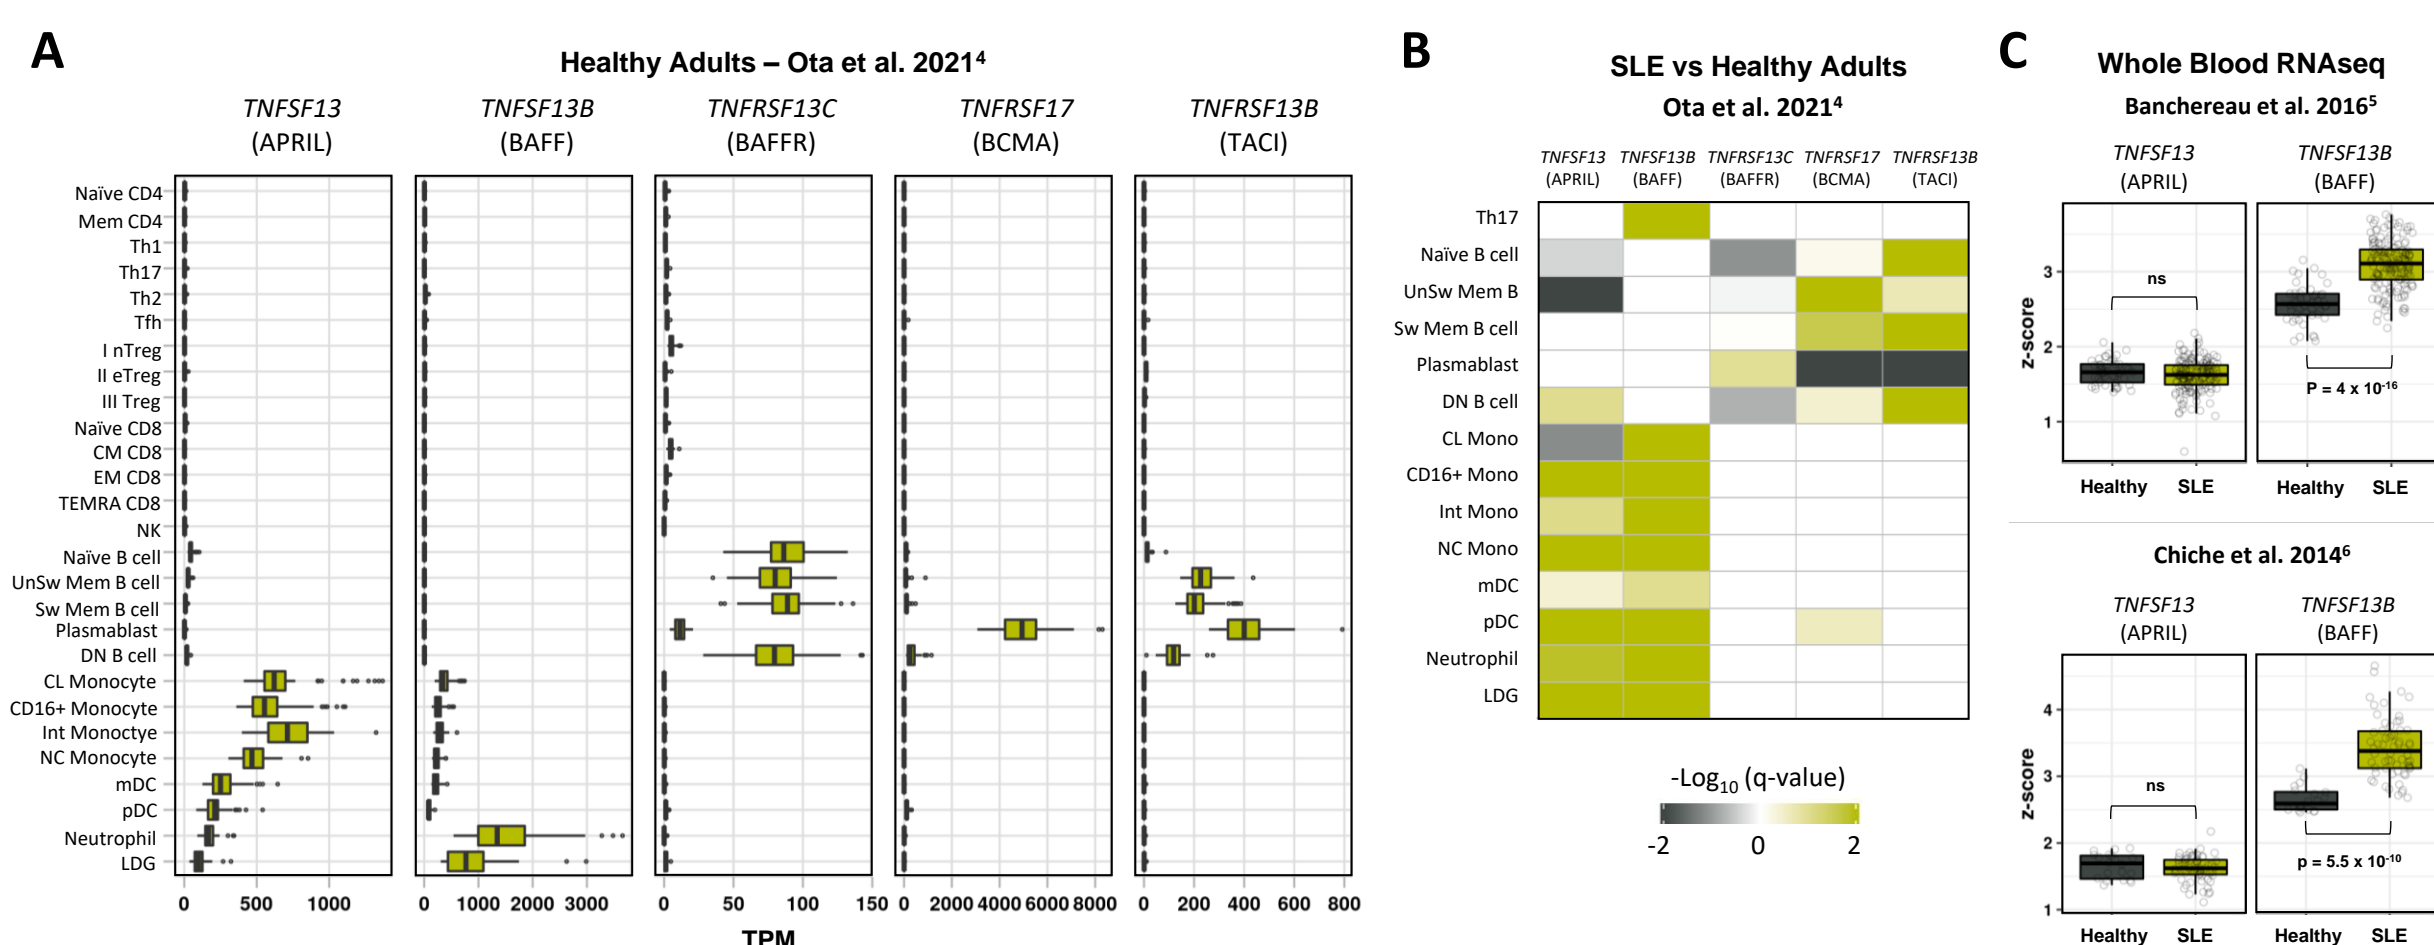 A
Healthy Adults – Ota et al. 2021⁴
TNFSF13
(APRIL)
TNFSF13B
(BAFF)
TNFRSF13C
(BAFFR)
TNFRSF17
(BCMA)
TNFRSF13B
(TACI)
Naïve CD4
Mem CD4
Th1
Th17
Th2
Tfh
I nTreg
II eTreg
III Treg
Naïve CD8
CM CD8
EM CD8
TEMRA CD8
NK
Naïve B cell
UnSw Mem B cell
Sw Mem B cell
Plasmablast
DN B cell
CL Monocyte
CD16+ Monocyte
Int Monoctye
NC Monocyte
mDC
pDC
Neutrophil
LDG
0 500 1000
0 1000 2000 3000
0 50 100 150
0 2000 4000 6000 8000
0 200 400 600 800
TPM
B
SLE vs Healthy Adults
Ota et al. 2021⁴
TNFSF13
(APRIL)
TNFSF13B
(BAFF)
TNFRSF13C
(BAFFR)
TNFRSF17
(BCMA)
TNFRSF13B
(TACI)
Th17
Naïve B cell
UnSw Mem B
Sw Mem B cell
Plasmablast
DN B cell
CL Mono
CD16+ Mono
Int Mono
NC Mono
mDC
pDC
Neutrophil
LDG
-Log₁₀ (q-value)
-2 0 2
C
Whole Blood RNAseq
Banchereau et al. 2016⁵
TNFSF13
(APRIL)
TNFSF13B
(BAFF)
z-score
3
2
1
ns
P = 4 x 10⁻¹⁶
Healthy SLE
Healthy SLE
Chiche et al. 2014⁶
TNFSF13
(APRIL)
TNFSF13B
(BAFF)
z-score
4
3
2
1
ns
p = 5.5 x 10⁻¹⁰
Healthy SLE
Healthy SLE